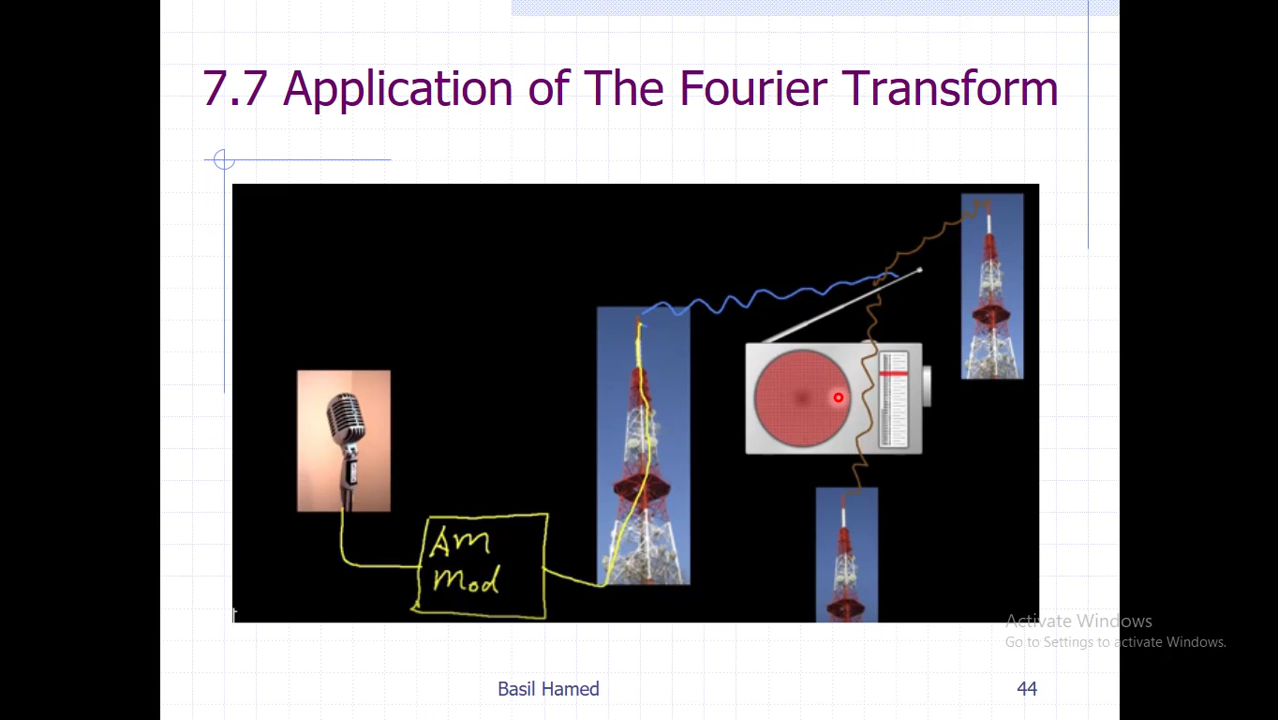 7.7 Application of The Fourier Transform
AM
Mod
t
Activate Windows
Go to Settings to activate Windows.
Basil Hamed
44